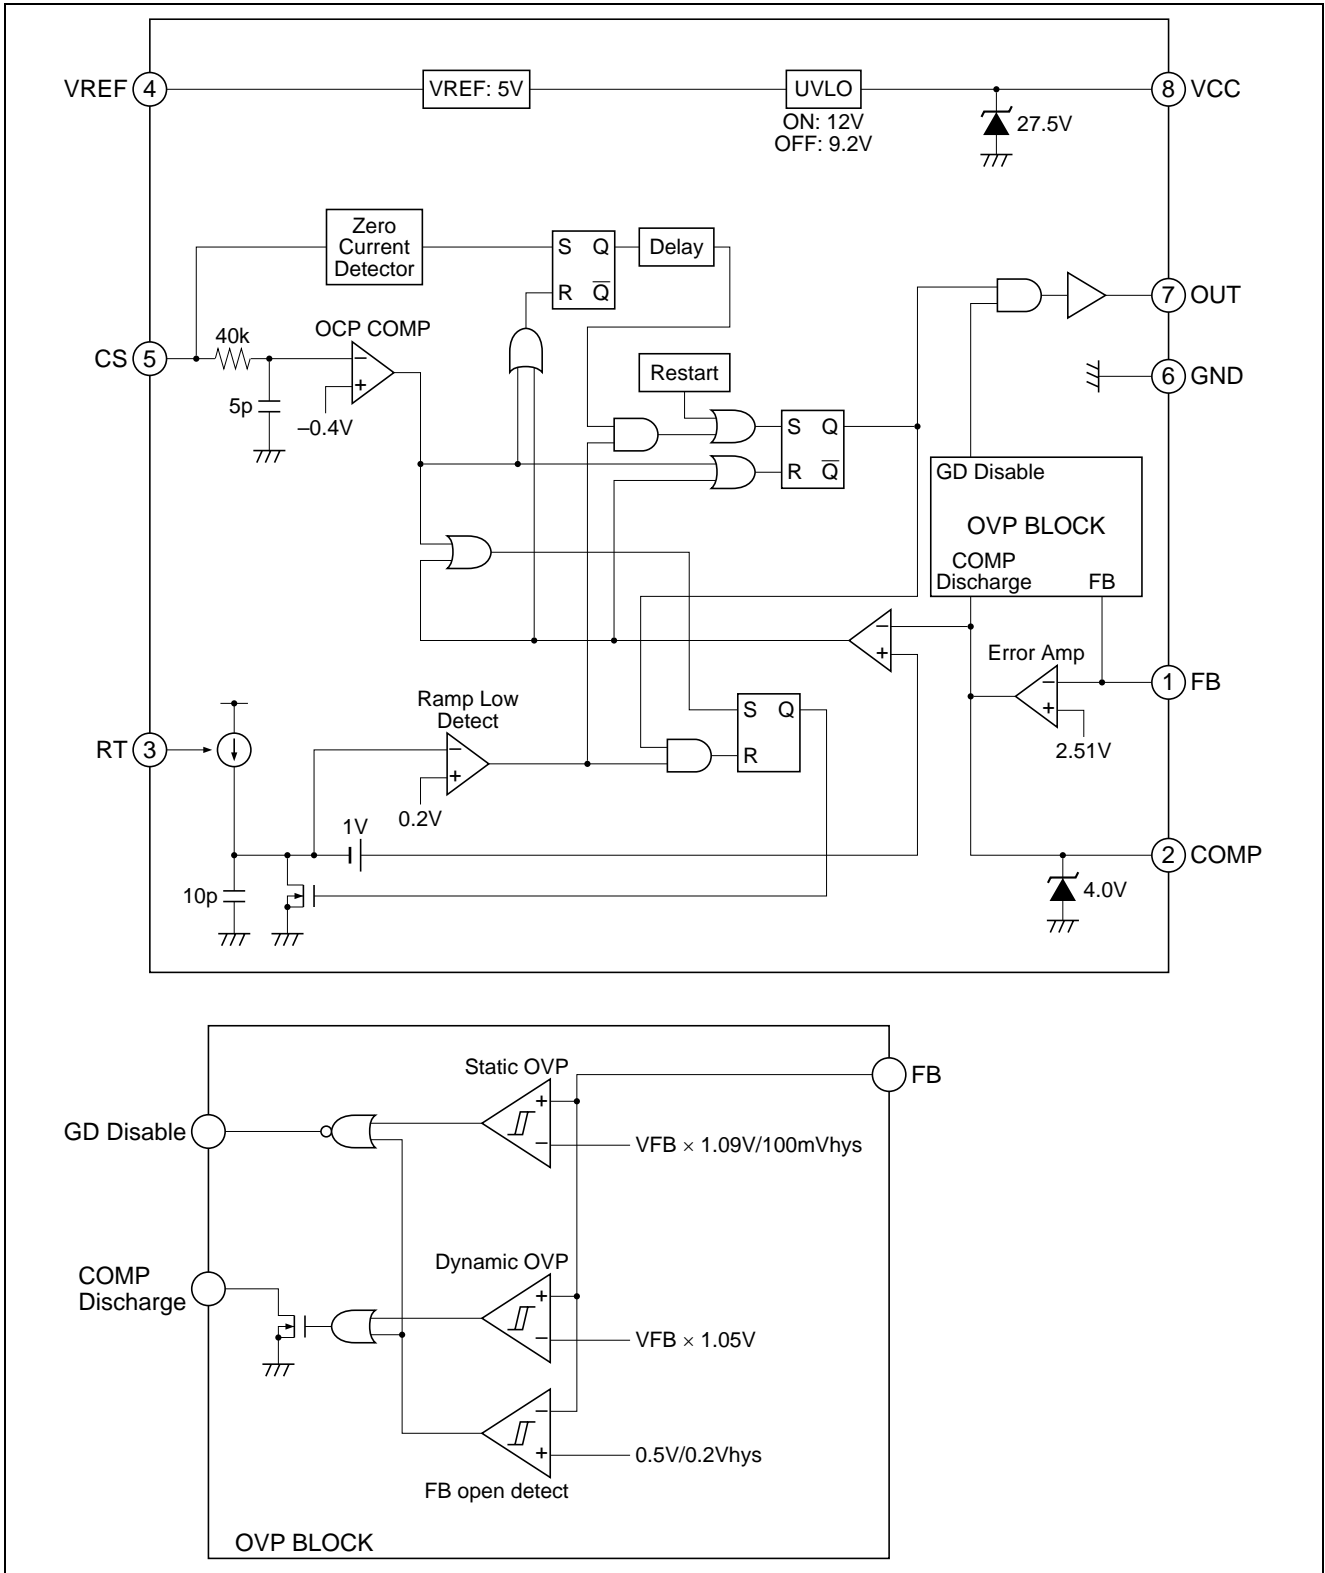 VREF 4 VREF: 5V UVLO 8 VCC
ON: 12V
OFF: 9.2V
27.5V
Zero
Current
Detector
S Q
R Q̅
Delay
7 OUT
OCP COMP
40k
CS 5
–
+
5p
–0.4V
Restart
6 GND
S Q
R Q̅
GD Disable
OVP BLOCK
COMP
Discharge
FB
–
+
Error Amp
–
+
1 FB
2.51V
Ramp Low
Detect
S Q
R
RT 3
–
+
0.2V
1V
2 COMP
10p
4.0V
Static OVP
FB
+
–
GD Disable
VFB × 1.09V/100mVhys
Dynamic OVP
COMP
Discharge
+
–
VFB × 1.05V
–
+
0.5V/0.2Vhys
FB open detect
OVP BLOCK